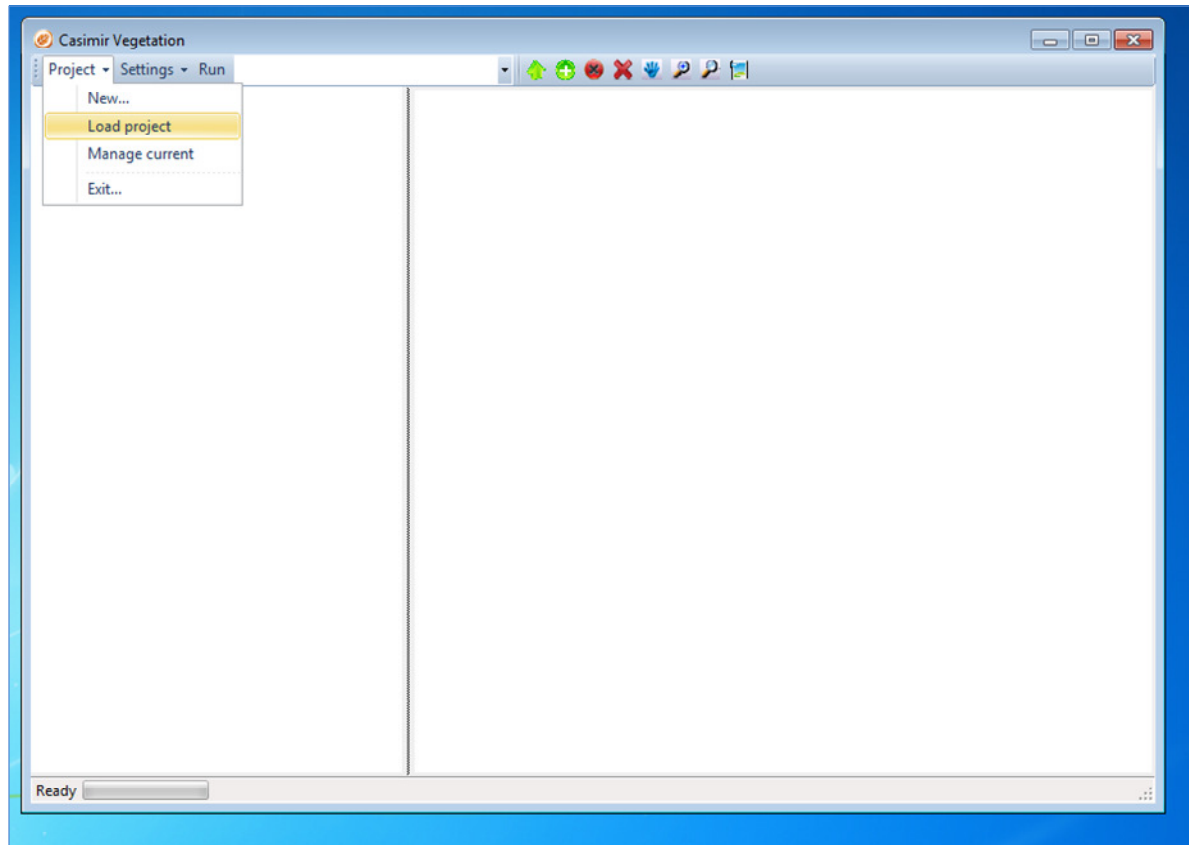 Casimir Vegetation
Project Settings Run
New...
Load project
Manage current
Exit...
Ready